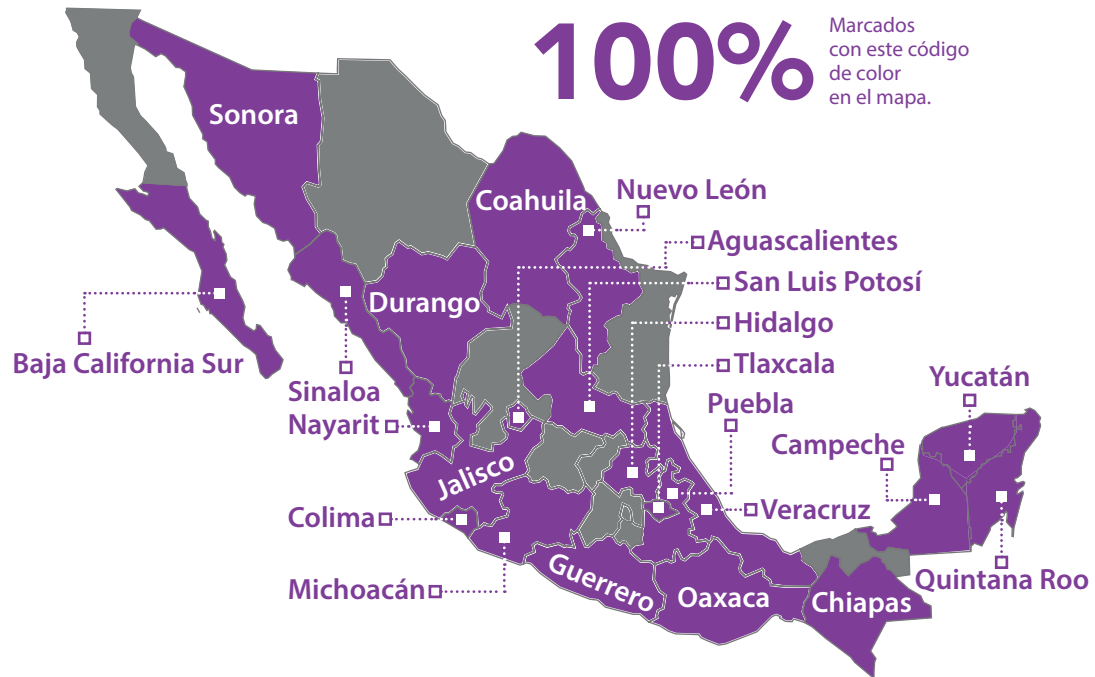 100%
Marcados
con este código
de color
en el mapa.
Sonora
Coahuila
Nuevo León
Aguascalientes
San Luis Potosí
Durango
Hidalgo
Baja California Sur
Tlaxcala
Sinaloa
Yucatán
Puebla
Nayarit
Campeche
Jalisco
Colima
Veracruz
Michoacán
Guerrero
Oaxaca
Chiapas
Quintana Roo